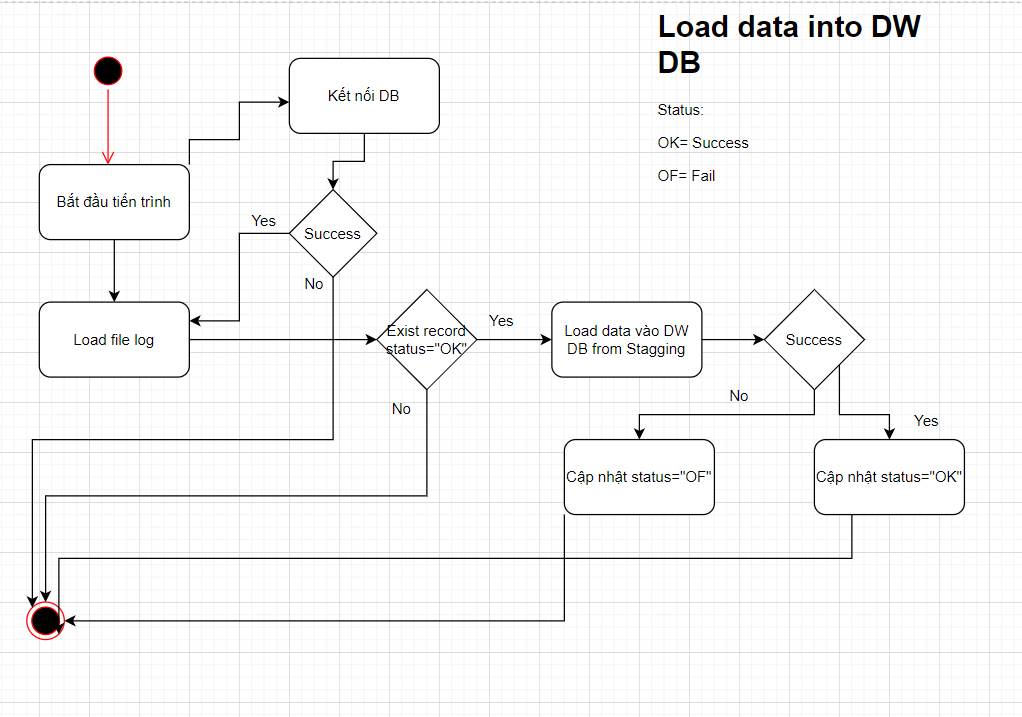 Load data into DW
DB
Status:
OK= Success
OF= Fail
Kết nối DB
Bắt đầu tiến trình
Yes
Success
No
Load file log
Exist record
status="OK"
Yes
No
Load data vào DW
DB from Stagging
Success
No
Yes
Cập nhật status="OF"
Cập nhật status="OK"